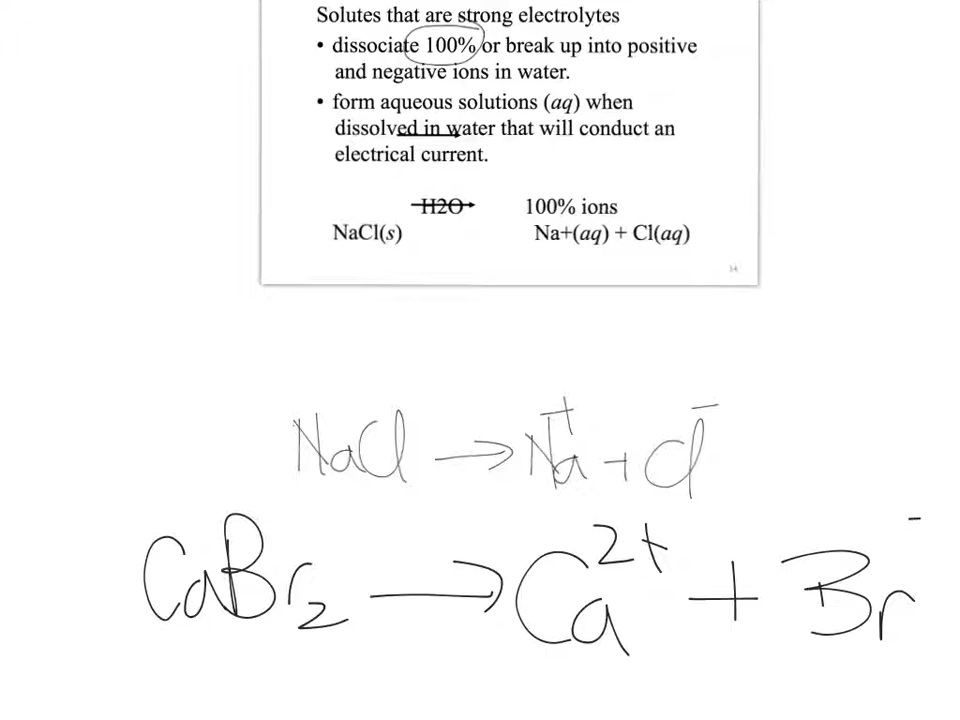 Solutes that are strong electrolytes
• dissociate 100% or break up into positive
and negative ions in water.
• form aqueous solutions (aq) when
dissolved in water that will conduct an
electrical current.
H2O 100% ions
NaCl(s) Na+(aq) + Cl(aq)
34
NaCl → Na⁺ + Cl⁻
CaBr₂ → Ca²⁺ + Br⁻